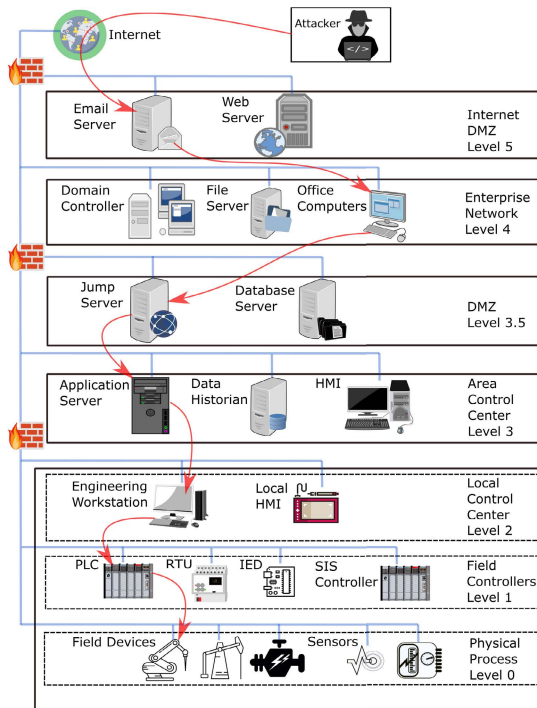 Attacker
Internet
Email
Server
Web
Server
Internet
DMZ
Level 5
Domain
Controller
File
Server
Office
Computers
Enterprise
Network
Level 4
Jump
Server
Database
Server
DMZ
Level 3.5
Application
Server
Data
Historian
HMI
Area
Control
Center
Level 3
Engineering
Workstation
Local
HMI
Local
Control
Center
Level 2
PLC
RTU
IED
SIS
Controller
Field
Controllers
Level 1
Field Devices
Sensors
Physical
Process
Level 0